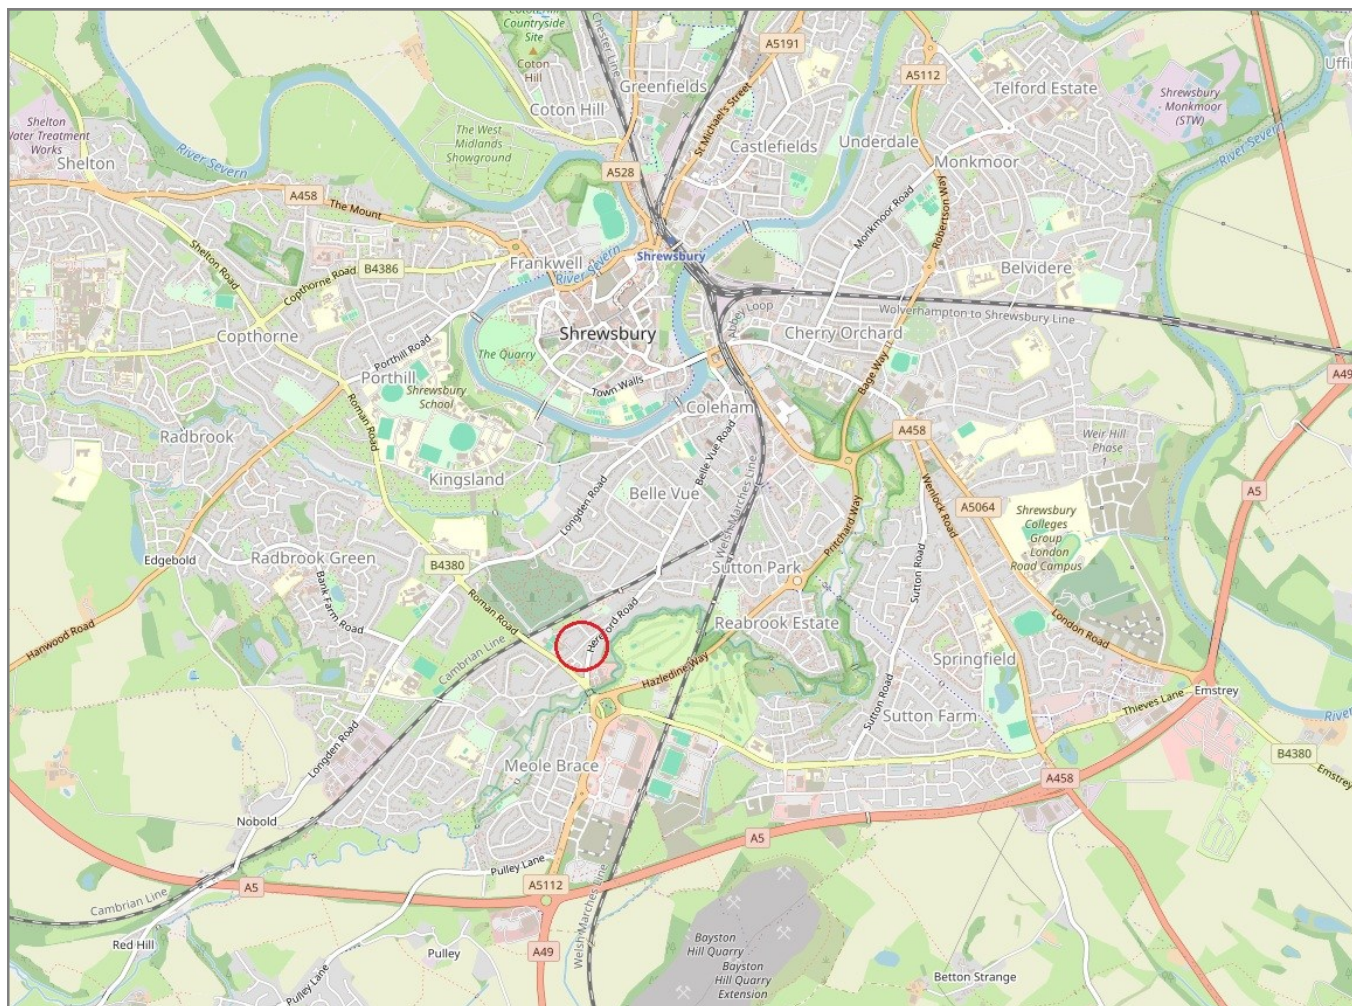 Countryside
Site
Coton
Hill
Coton Hill
Chester Line
Greenfields
A5191
St Michael's Street
A5112
Telford Estate
Shrewsbury
Monkmoor
(STW)
Shelton
Water Treatment
Works
Shelton
River Severn
The West
Midlands
Showground
Castlefields
Underdale
Monkmoor
River Severn
A528
A458
The Mount
Monkmoor Road
Robertson Way
Shelton Road
Copthorne Road
B4386
Frankwell
River Severn
Shrewsbury
Belvidere
Copthorne
Porthill Road
Shrewsbury
Abbey Loop
Wolverhampton to Shrewsbury Line
Cherry Orchard
The Quarry
Porthill
Shrewsbury
School
Town Walls
Bage Way
A49
Roman Road
Coleham
Radbrook
Belle Vue Road
A458
Weir Hill
Phase
1
Kingsland
Longden Road
Belle Vue
Welsh Marches Line
Wenlock Road
A5
A5064
Shrewsbury
Colleges
Group
London
Road Campus
Pritchard Way
Edgebold
Radbrook Green
B4380
Sutton Park
Sutton Road
Bank Farm Road
Roman Road
Hereford Road
Reabrook Estate
London Road
Hanwood Road
Cambrian Line
Hazledine Way
Springfield
Emstrey
Sutton Road
Sutton Farm
Thieves Lane
River
Longden Road
Meole Brace
B4380
Emstrey
A458
Nobold
A5
Pulley Lane
A5
A5112
Cambrian Line
Welsh Marches Line
Red Hill
Pulley
A49
Bayston
Hill Quarry
Bayston
Hill Quarry
Extension
Betton Strange
Pulley Lane